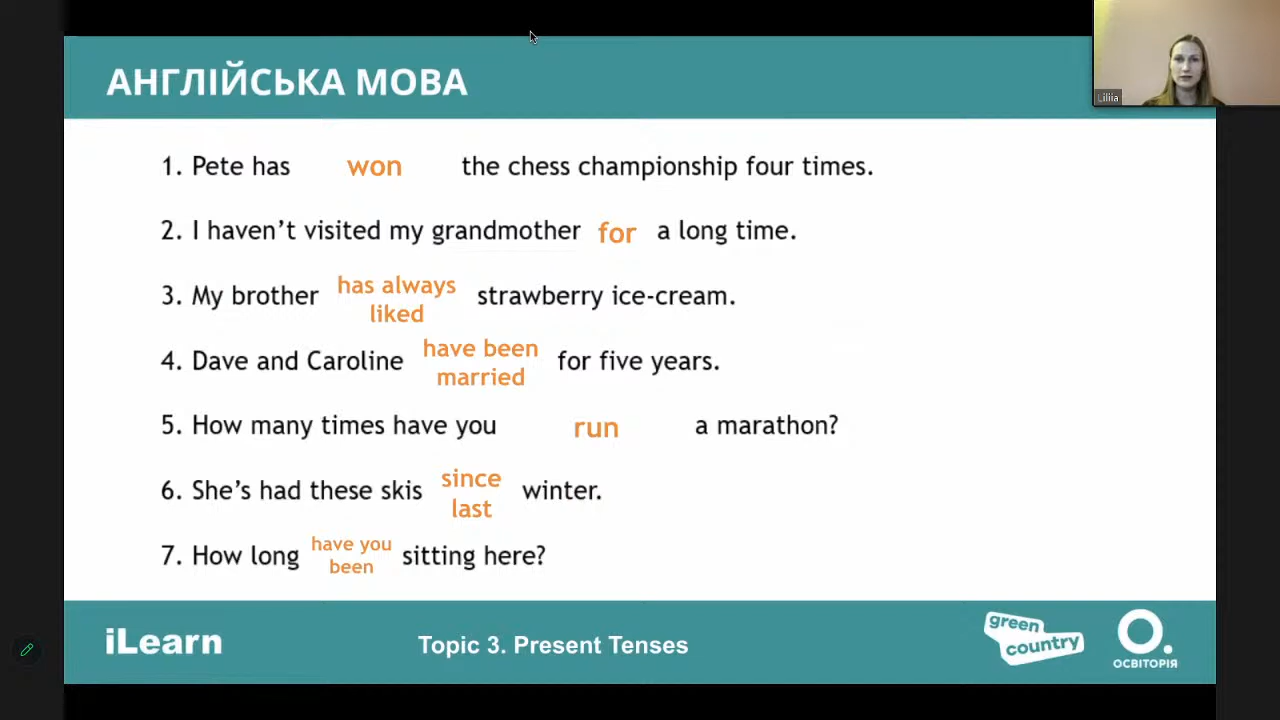 Liliia
АНГЛІЙСЬКА МОВА
1. Pete has won the chess championship four times.
2. I haven't visited my grandmother for a long time.
3. My brother has always liked strawberry ice-cream.
4. Dave and Caroline have been married for five years.
5. How many times have you run a marathon?
6. She's had these skis since last winter.
7. How long have you been sitting here?
iLearn
Topic 3. Present Tenses
green country
О.
ОСВІТОРІЯ